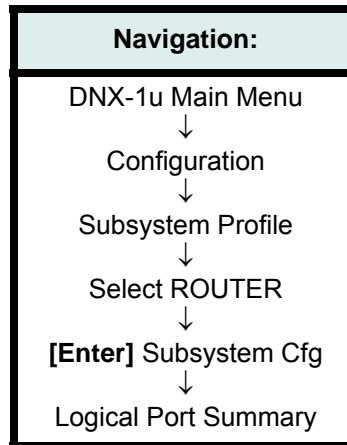 Navigation:
DNX-1u Main Menu
↓
Configuration
↓
Subsystem Profile
↓
Select ROUTER
↓
[Enter] Subsystem Cfg
↓
Logical Port Summary